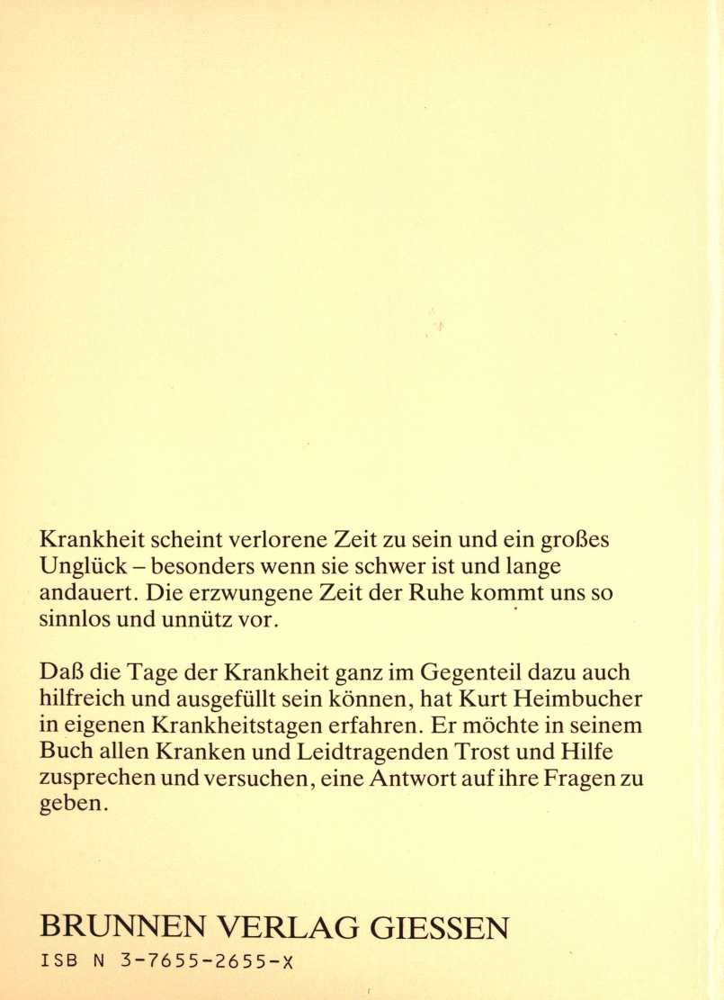 Krankheit scheint verlorene Zeit zu sein und ein großes
Unglück – besonders wenn sie schwer ist und lange
andauert. Die erzwungene Zeit der Ruhe kommt uns so
sinnlos und unnütz vor.
Daß die Tage der Krankheit ganz im Gegenteil dazu auch
hilfreich und ausgefüllt sein können, hat Kurt Heimbucher
in eigenen Krankheitstagen erfahren. Er möchte in seinem
Buch allen Kranken und Leidtragenden Trost und Hilfe
zusprechen und versuchen, eine Antwort auf ihre Fragen zu
geben.
BRUNNEN VERLAG GIESSEN
ISB N 3-7655-2655-X